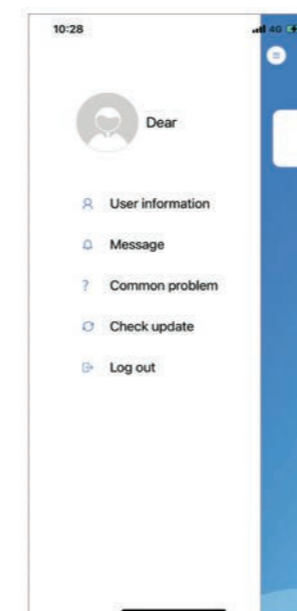 10:28
4G
Dear
User information
Message
? Common problem
Check update
Log out